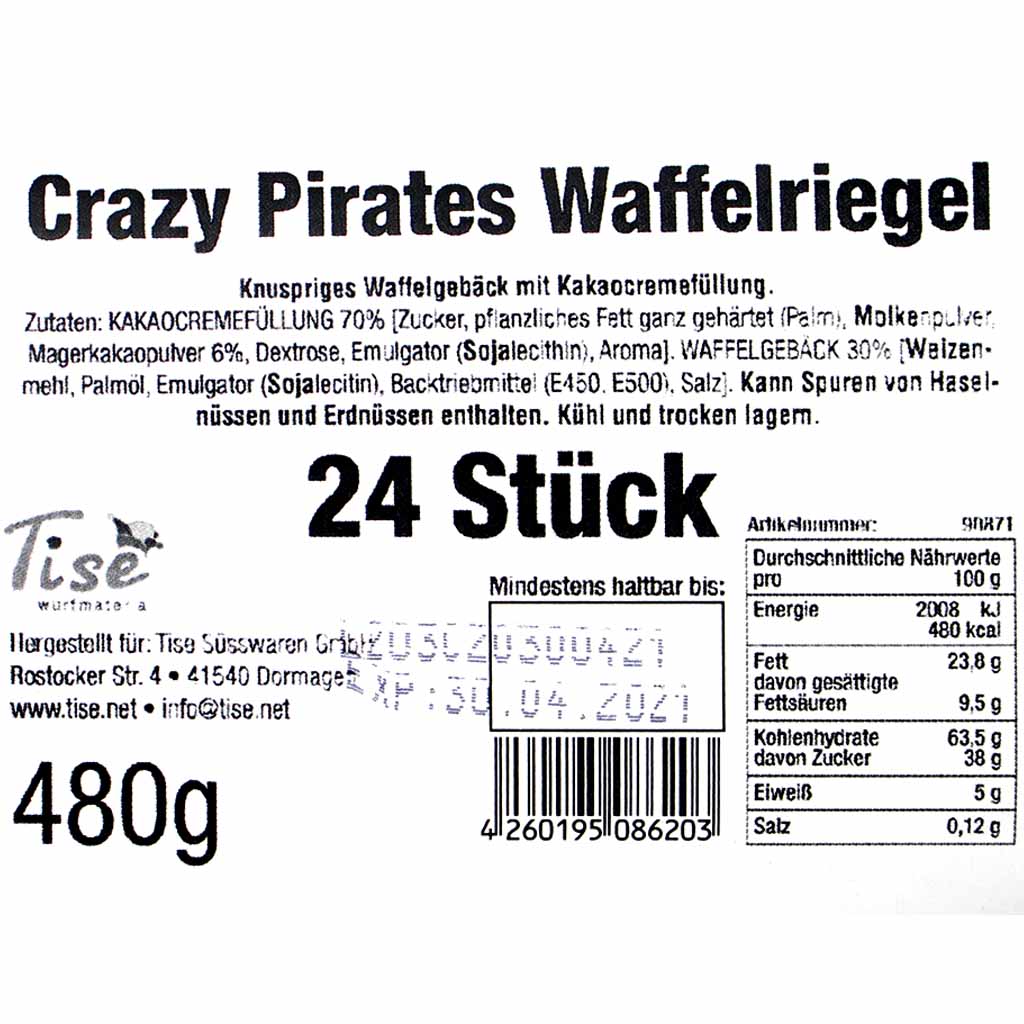 Crazy Pirates Waffelriegel
Knuspriges Waffelgebäck mit Kakaocremefüllung.
Zutaten: KAKAOCREMEFÜLLUNG 70% [Zucker, pflanzliches Fett ganz gehärtet (Palm), Molkenpulver,
Magerkakaopulver 6%, Dextrose, Emulgator (Sojalecithin), Aroma]. WAFFELGEBÄCK 30% [Weizen-
mehl, Palmöl, Emulgator (Sojalecitin), Backtriebmittel (E450, E500), Salz]. Kann Spuren von Hasel-
nüssen und Erdnüssen enthalten. Kühl und trocken lagern.
24 Stück
Tise
wurfmateria
Hergestellt für: Tise Süsswaren GmbH
Rostocker Str. 4 • 41540 Dormagen
www.tise.net • info@tise.net
480g
Mindestens haltbar bis:
EXP:30.04.2021
4 260195 086203
Artikelnummer: 90871
Durchschnittliche Nährwerte
pro 100 g
Energie 2008 kJ
480 kcal
Fett 23,8 g
davon gesättigte
Fettsäuren 9,5 g
Kohlenhydrate 63,5 g
davon Zucker 38 g
Eiweiß 5 g
Salz 0,12 g